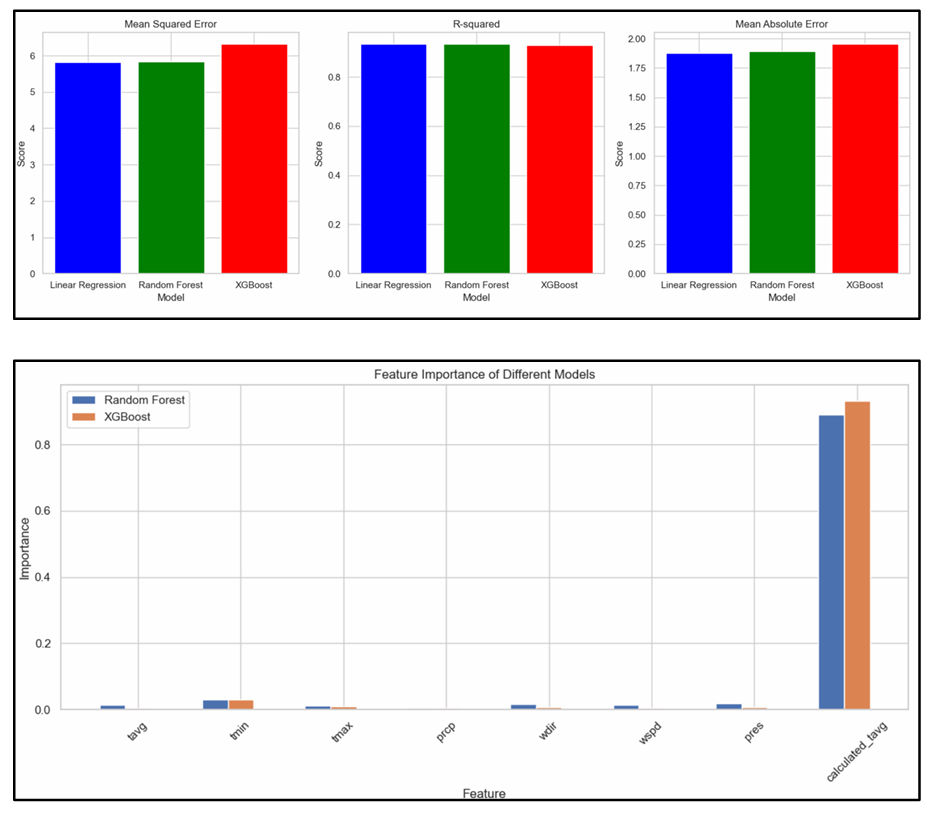 Mean Squared Error
R-squared
Mean Absolute Error
Score
6
5
4
3
2
1
0
Linear Regression
Random Forest
XGBoost
Model
Score
0.8
0.6
0.4
0.2
0.0
Linear Regression
Random Forest
XGBoost
Model
Score
2.00
1.75
1.50
1.25
1.00
0.75
0.50
0.25
0.00
Linear Regression
Random Forest
XGBoost
Model
Feature Importance of Different Models
Random Forest
XGBoost
Importance
0.8
0.6
0.4
0.2
0.0
tavg
tmin
tmax
prcp
wdir
wspd
pres
calculated_tavg
Feature